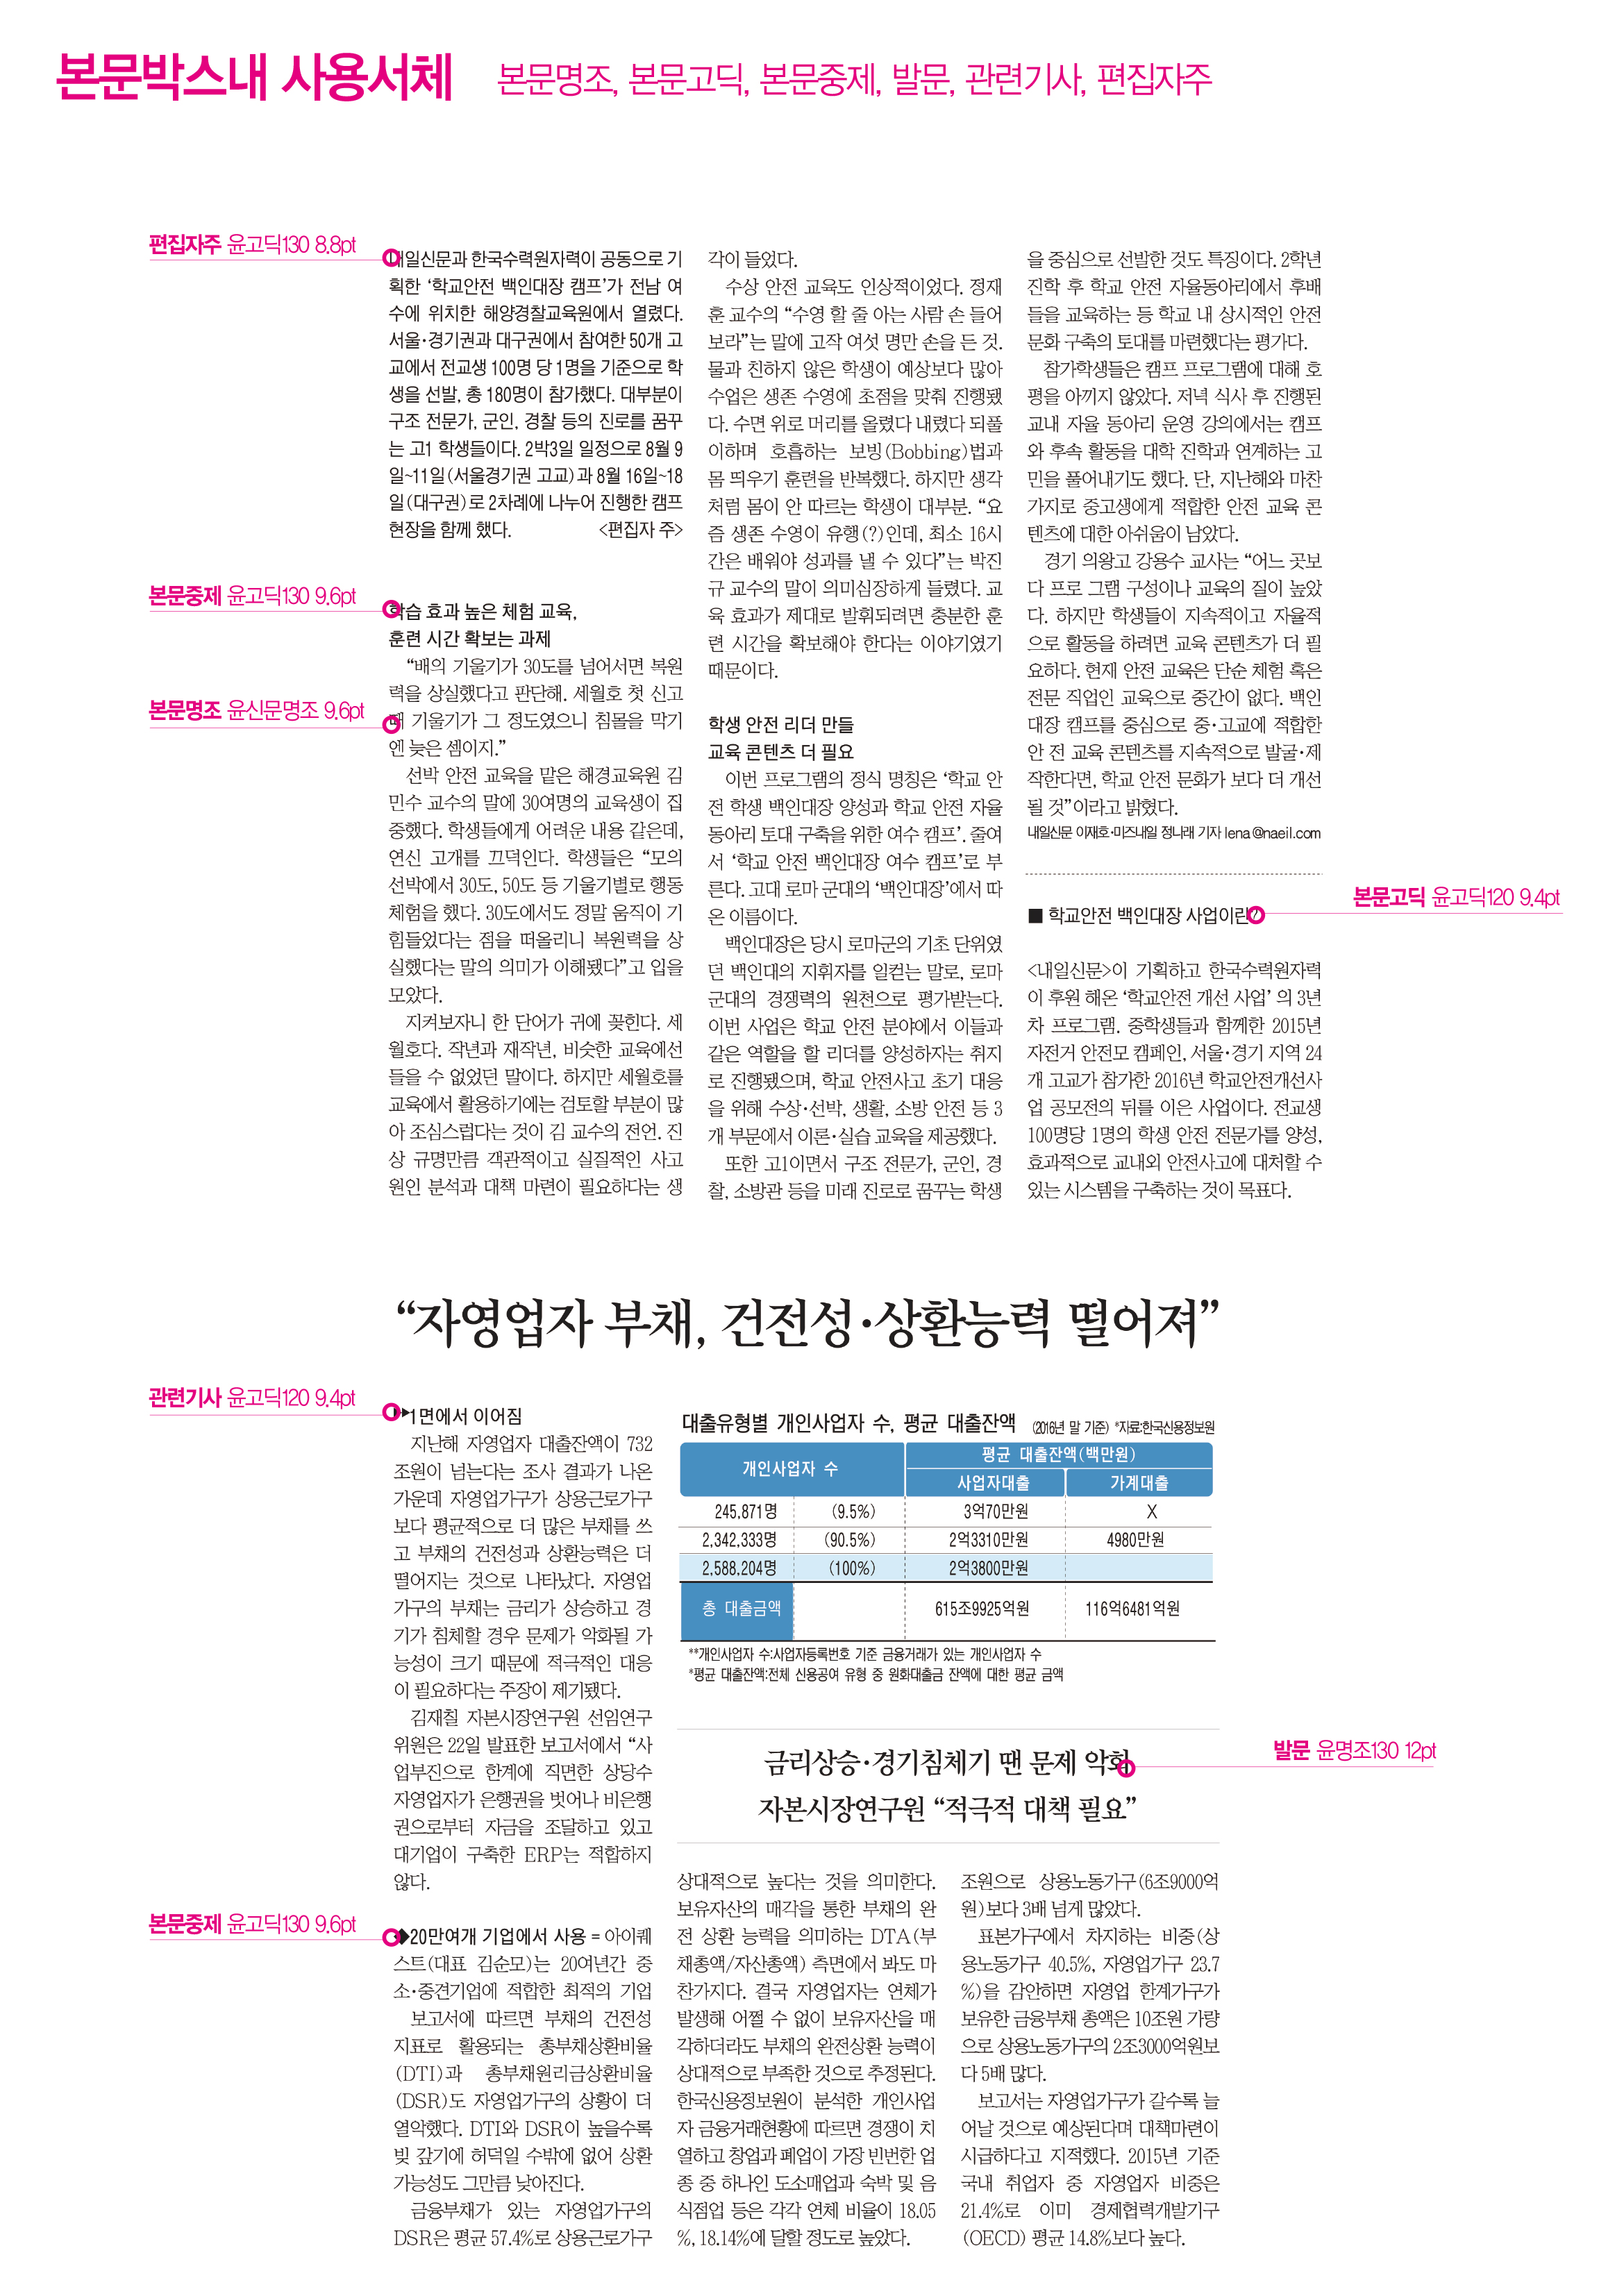 본문박스내 사용서체 본문명조, 본문고딕, 본문중제, 발문, 관련기사, 편집자주
편집자주 윤고딕130 8.8pt
내일신문과 한국수력원자력이 공동으로 기
획한 ‘학교안전 백인대장 캠프’가 전남 여
수에 위치한 해양경찰교육원에서 열렸다.
서울·경기권과 대구권에서 참여한 50개 고
교에서 전교생 100명 당 1명을 기준으로 학
생을 선발, 총 180명이 참가했다. 대부분이
구조 전문가, 군인, 경찰 등의 진로를 꿈꾸
는 고1 학생들이다. 2박3일 일정으로 8월 9
일~11일(서울경기권 고교)과 8월 16일~18
일(대구권)로 2차례에 나누어 진행한 캠프
현장을 함께 했다. <편집자 주>
본문중제 윤고딕130 9.6pt
학습 효과 높은 체험 교육,
훈련 시간 확보는 과제
“배의 기울기가 30도를 넘어서면 복원
력을 상실했다고 판단해. 세월호 첫 신고
본문명조 윤신문명조 9.6pt
때 기울기가 그 정도였으니 침몰을 막기
엔 늦은 셈이지.”
선박 안전 교육을 맡은 해경교육원 김
민수 교수의 말에 30여명의 교육생이 집
중했다. 학생들에게 어려운 내용 같은데,
연신 고개를 끄덕인다. 학생들은 “모의
선박에서 30도, 50도 등 기울기별로 행동
체험을 했다. 30도에서도 정말 움직이 기
힘들었다는 점을 떠올리니 복원력을 상
실했다는 말의 의미가 이해됐다”고 입을
모았다.
지켜보자니 한 단어가 귀에 꽂힌다. 세
월호다. 작년과 재작년, 비슷한 교육에선
들을 수 없었던 말이다. 하지만 세월호를
교육에서 활용하기에는 검토할 부분이 많
아 조심스럽다는 것이 김 교수의 전언. 진
상 규명만큼 객관적이고 실질적인 사고
원인 분석과 대책 마련이 필요하다는 생
각이 들었다.
수상 안전 교육도 인상적이었다. 정재
훈 교수의 “수영 할 줄 아는 사람 손 들어
보라”는 말에 고작 여섯 명만 손을 든 것.
물과 친하지 않은 학생이 예상보다 많아
수업은 생존 수영에 초점을 맞춰 진행됐
다. 수면 위로 머리를 올렸다 내렸다 되풀
이하며 호흡하는 보빙(Bobbing)법과
몸 띄우기 훈련을 반복했다. 하지만 생각
처럼 몸이 안 따르는 학생이 대부분. “요
즘 생존 수영이 유행(?)인데, 최소 16시
간은 배워야 성과를 낼 수 있다”는 박진
규 교수의 말이 의미심장하게 들렸다. 교
육 효과가 제대로 발휘되려면 충분한 훈
련 시간을 확보해야 한다는 이야기였기
때문이다.
학생 안전 리더 만들
교육 콘텐츠 더 필요
이번 프로그램의 정식 명칭은 ‘학교 안
전 학생 백인대장 양성과 학교 안전 자율
동아리 토대 구축을 위한 여수 캠프’. 줄여
서 ‘학교 안전 백인대장 여수 캠프’로 부
른다. 고대 로마 군대의 ‘백인대장’에서 따
온 이름이다.
백인대장은 당시 로마군의 기초 단위였
던 백인대의 지휘자를 일컫는 말로, 로마
군대의 경쟁력의 원천으로 평가받는다.
이번 사업은 학교 안전 분야에서 이들과
같은 역할을 할 리더를 양성하자는 취지
로 진행됐으며, 학교 안전사고 초기 대응
을 위해 수상·선박, 생활, 소방 안전 등 3
개 부문에서 이론·실습 교육을 제공했다.
또한 고1이면서 구조 전문가, 군인, 경
찰, 소방관 등을 미래 진로로 꿈꾸는 학생
을 중심으로 선발한 것도 특징이다. 2학년
진학 후 학교 안전 자율동아리에서 후배
들을 교육하는 등 학교 내 상시적인 안전
문화 구축의 토대를 마련했다는 평가다.
참가학생들은 캠프 프로그램에 대해 호
평을 아끼지 않았다. 저녁 식사 후 진행된
교내 자율 동아리 운영 강의에서는 캠프
와 후속 활동을 대학 진학과 연계하는 고
민을 풀어내기도 했다. 단, 지난해와 마찬
가지로 중고생에게 적합한 안전 교육 콘
텐츠에 대한 아쉬움이 남았다.
경기 의왕고 강용수 교사는 “어느 곳보
다 프로 그램 구성이나 교육의 질이 높았
다. 하지만 학생들이 지속적이고 자율적
으로 활동을 하려면 교육 콘텐츠가 더 필
요하다. 현재 안전 교육은 단순 체험 혹은
전문 직업인 교육으로 중간이 없다. 백인
대장 캠프를 중심으로 중·고교에 적합한
안 전 교육 콘텐츠를 지속적으로 발굴·제
작한다면, 학교 안전 문화가 보다 더 개선
될 것”이라고 밝혔다.
내일신문 이재호·미즈내일 정나래 기자 lena@naeil.com
본문고딕 윤고딕120 9.4pt
■ 학교안전 백인대장 사업이란?
<내일신문>이 기획하고 한국수력원자력
이 후원 해온 ‘학교안전 개선 사업’ 의 3년
차 프로그램. 중학생들과 함께한 2015년
자전거 안전모 캠페인, 서울·경기 지역 24
개 고교가 참가한 2016년 학교안전개선사
업 공모전의 뒤를 이은 사업이다. 전교생
100명당 1명의 학생 안전 전문가를 양성,
효과적으로 교내외 안전사고에 대처할 수
있는 시스템을 구축하는 것이 목표다.
“자영업자 부채, 건전성·상환능력 떨어져”
관련기사 윤고딕120 9.4pt
▶▶1면에서 이어짐
지난해 자영업자 대출잔액이 732
조원이 넘는다는 조사 결과가 나온
가운데 자영업가구가 상용근로가구
보다 평균적으로 더 많은 부채를 쓰
고 부채의 건전성과 상환능력은 더
떨어지는 것으로 나타났다. 자영업
가구의 부채는 금리가 상승하고 경
기가 침체할 경우 문제가 악화될 가
능성이 크기 때문에 적극적인 대응
이 필요하다는 주장이 제기됐다.
김재칠 자본시장연구원 선임연구
위원은 22일 발표한 보고서에서 “사
업부진으로 한계에 직면한 상당수
자영업자가 은행권을 벗어나 비은행
권으로부터 자금을 조달하고 있고
대기업이 구축한 ERP는 적합하지
않다.
본문중제 윤고딕130 9.6pt
◆20만여개 기업에서 사용 = 아이퀘
스트(대표 김순모)는 20여년간 중
소·중견기업에 적합한 최적의 기업
보고서에 따르면 부채의 건전성
지표로 활용되는 총부채상환비율
(DTI)과 총부채원리금상환비율
(DSR)도 자영업가구의 상황이 더
열악했다. DTI와 DSR이 높을수록
빚 갚기에 허덕일 수밖에 없어 상환
가능성도 그만큼 낮아진다.
금융부채가 있는 자영업가구의
DSR은 평균 57.4%로 상용근로가구
대출유형별 개인사업자 수, 평균 대출잔액 (2016년 말 기준) *자료:한국신용정보원
개인사업자 수 평균 대출잔액(백만원)
사업자대출 가계대출
245,871명 (9.5%) 3억70만원 X
2,342,333명 (90.5%) 2억3310만원 4980만원
2,588,204명 (100%) 2억3800만원
총 대출금액 615조9925억원 116억6481억원
**개인사업자 수:사업자등록번호 기준 금융거래가 있는 개인사업자 수
*평균 대출잔액:전체 신용공여 유형 중 원화대출금 잔액에 대한 평균 금액
발문 윤명조130 12pt
금리상승·경기침체기 땐 문제 악화
자본시장연구원 “적극적 대책 필요”
상대적으로 높다는 것을 의미한다.
보유자산의 매각을 통한 부채의 완
전 상환 능력을 의미하는 DTA(부
채총액/자산총액) 측면에서 봐도 마
찬가지다. 결국 자영업자는 연체가
발생해 어쩔 수 없이 보유자산을 매
각하더라도 부채의 완전상환 능력이
상대적으로 부족한 것으로 추정된다.
한국신용정보원이 분석한 개인사업
자 금융거래현황에 따르면 경쟁이 치
열하고 창업과 폐업이 가장 빈번한 업
종 중 하나인 도소매업과 숙박 및 음
식점업 등은 각각 연체 비율이 18.05
%, 18.14%에 달할 정도로 높았다.
조원으로 상용노동가구(6조9000억
원)보다 3배 넘게 많았다.
표본가구에서 차지하는 비중(상
용노동가구 40.5%, 자영업가구 23.7
%)을 감안하면 자영업 한계가구가
보유한 금융부채 총액은 10조원 가량
으로 상용노동가구의 2조3000억원보
다 5배 많다.
보고서는 자영업가구가 갈수록 늘
어날 것으로 예상된다며 대책마련이
시급하다고 지적했다. 2015년 기준
국내 취업자 중 자영업자 비중은
21.4%로 이미 경제협력개발기구
(OECD) 평균 14.8%보다 높다.